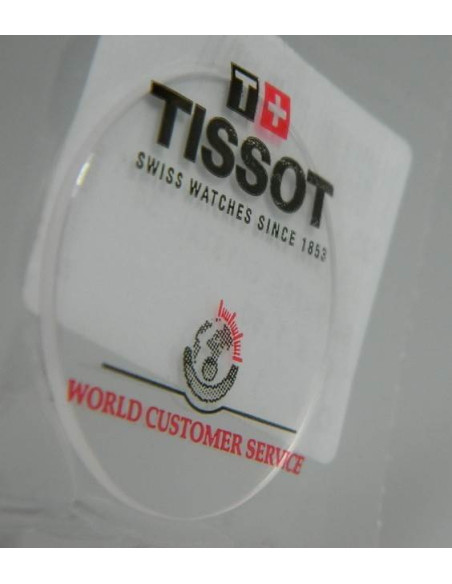 T+
TISSOT
SWISS WATCHES SINCE 1853
WORLD CUSTOMER SERVICE